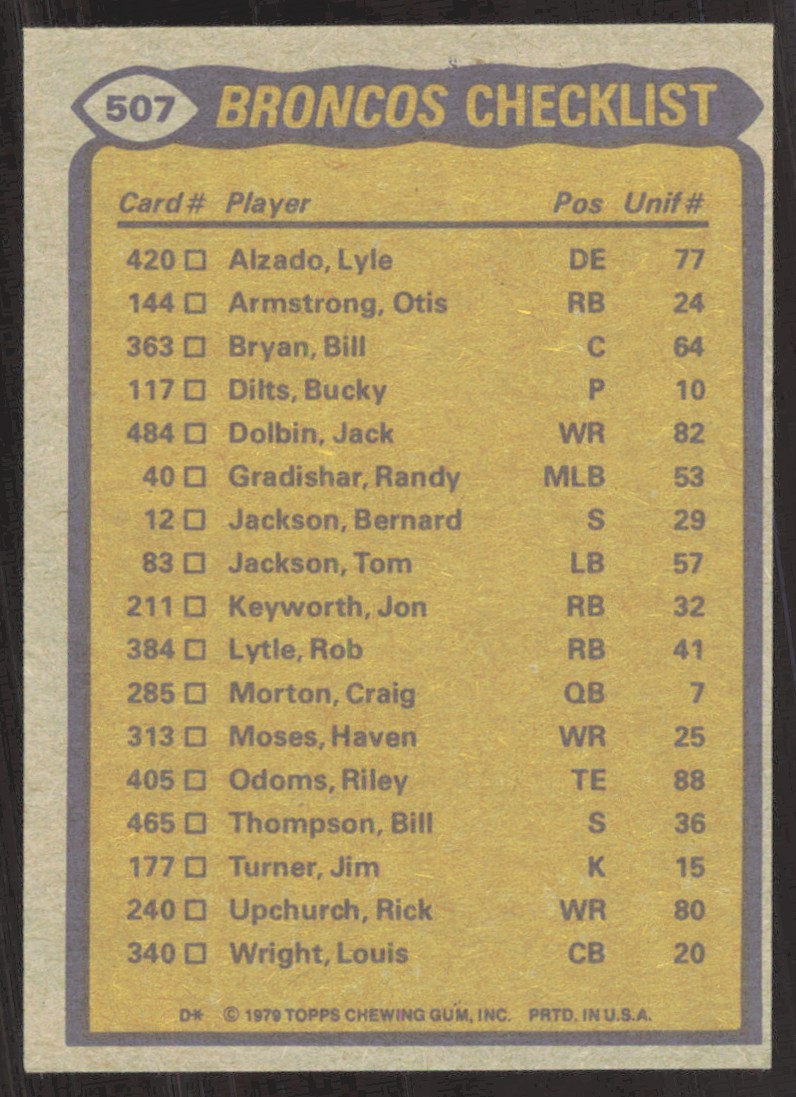 507 BRONCOS CHECKLIST
Card # Player Pos Unif #
420 □ Alzado, Lyle DE 77
144 □ Armstrong, Otis RB 24
363 □ Bryan, Bill C 64
117 □ Dilts, Bucky P 10
484 □ Dolbin, Jack WR 82
40 □ Gradishar, Randy MLB 53
12 □ Jackson, Bernard S 29
83 □ Jackson, Tom LB 57
211 □ Keyworth, Jon RB 32
384 □ Lytle, Rob RB 41
285 □ Morton, Craig QB 7
313 □ Moses, Haven WR 25
405 □ Odoms, Riley TE 88
465 □ Thompson, Bill S 36
177 □ Turner, Jim K 15
240 □ Upchurch, Rick WR 80
340 □ Wright, Louis CB 20
D* © 1979 TOPPS CHEWING GUM, INC. PRTD. IN U.S.A.